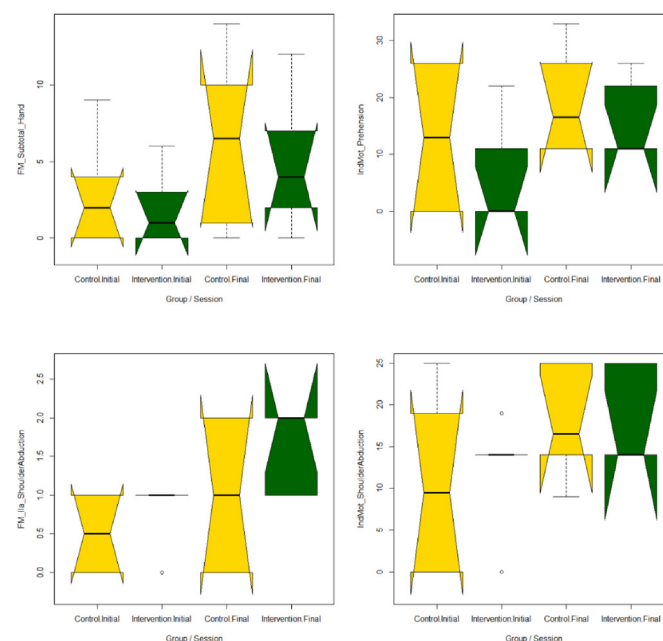 FM_Subtotal_Hand
10
5
0
Control.Initial Intervention.Initial Control.Final Intervention.Final
Group / Session
IndMot_Prehension
30
20
10
0
Control.Initial Intervention.Initial Control.Final Intervention.Final
Group / Session
FM_IIa_ShoulderAbduction
2.5
2.0
1.5
1.0
0.5
0.0
Control.Initial Intervention.Initial Control.Final Intervention.Final
Group / Session
IndMot_ShoulderAbduction
25
20
15
10
5
0
Control.Initial Intervention.Initial Control.Final Intervention.Final
Group / Session